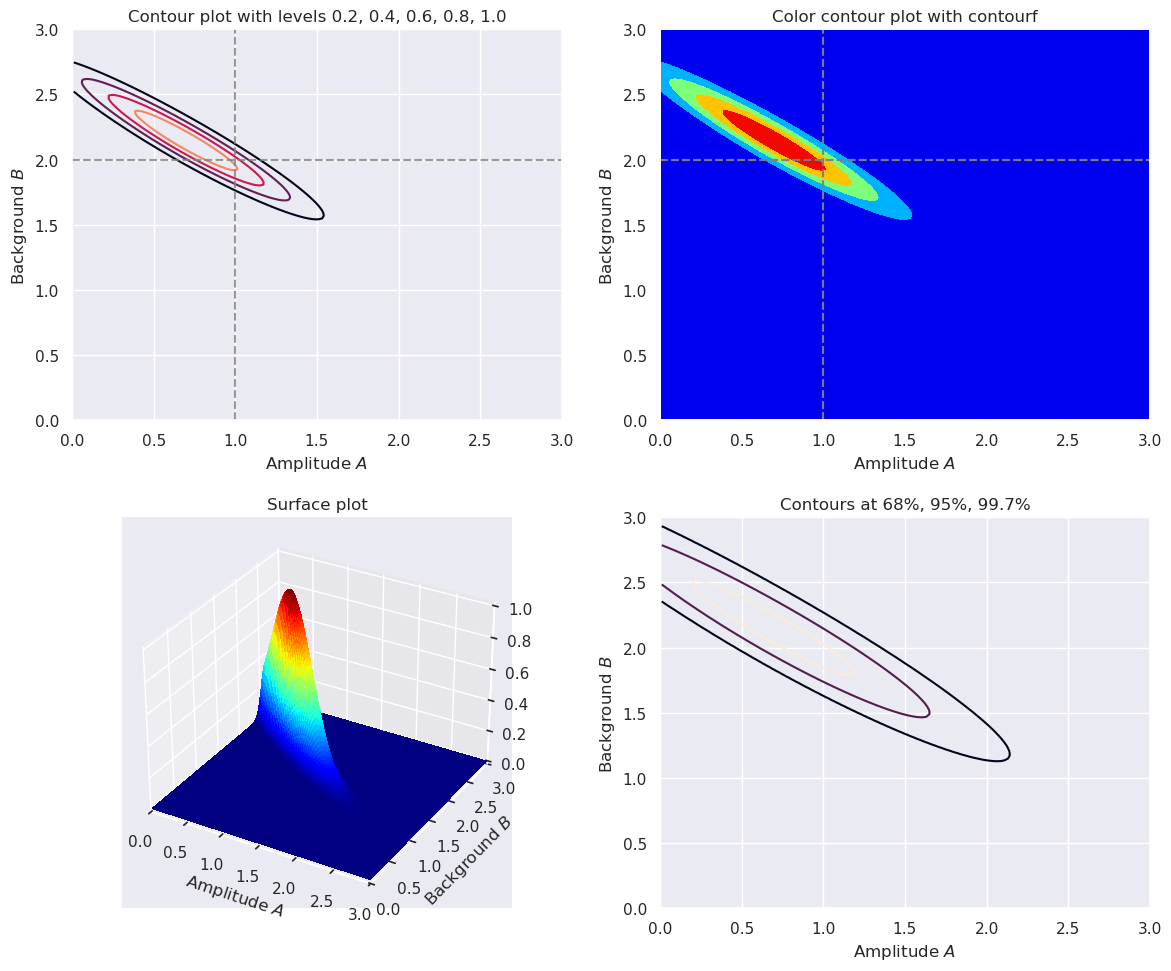 Contour plot with levels 0.2, 0.4, 0.6, 0.8, 1.0
3.0
2.5
2.0
1.5
1.0
0.5
0.0
Background B
0.0 0.5 1.0 1.5 2.0 2.5 3.0
Amplitude A
Color contour plot with contourf
3.0
2.5
2.0
1.5
1.0
0.5
0.0
Background B
0.0 0.5 1.0 1.5 2.0 2.5 3.0
Amplitude A
Surface plot
1.0
0.8
0.6
0.4
0.2
0.0
3.0
2.5
2.0
1.5
1.0
0.5
0.0
Background B
0.0 0.5 1.0 1.5 2.0 2.5 3.0
Amplitude A
Contours at 68%, 95%, 99.7%
3.0
2.5
2.0
1.5
1.0
0.5
0.0
Background B
0.0 0.5 1.0 1.5 2.0 2.5 3.0
Amplitude A